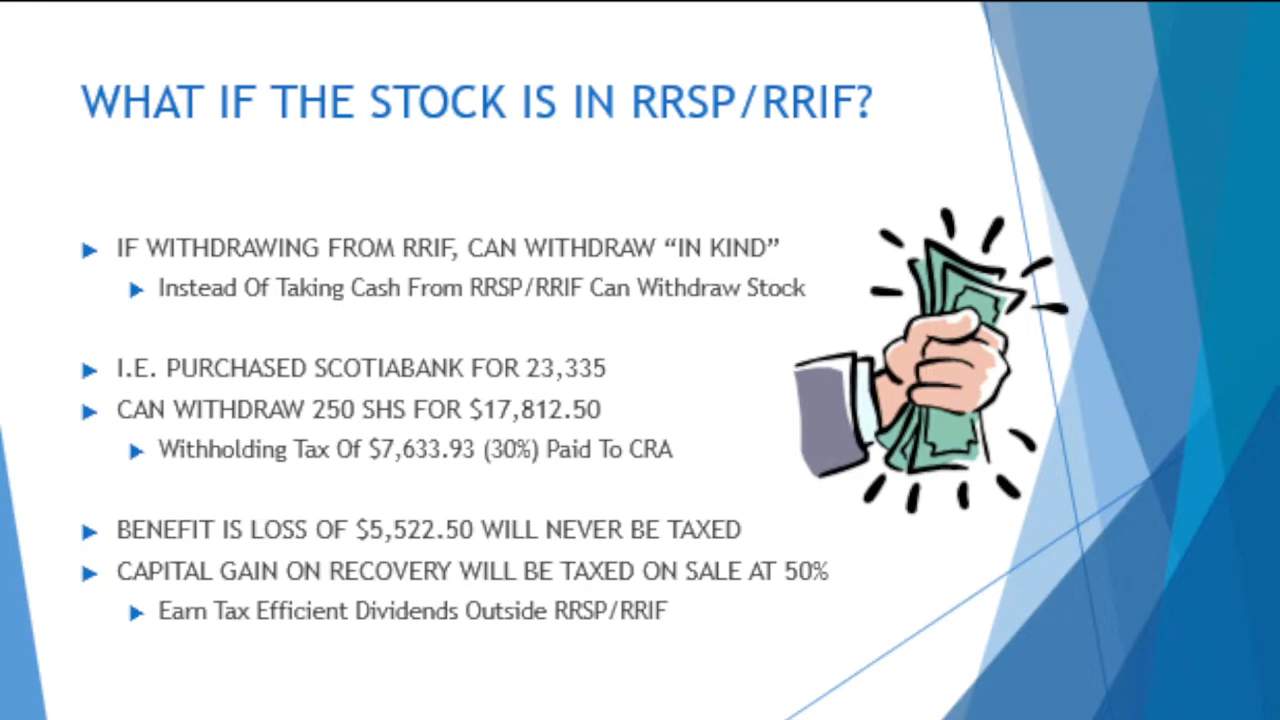 WHAT IF THE STOCK IS IN RRSP/RRIF?
IF WITHDRAWING FROM RRIF, CAN WITHDRAW “IN KIND”
Instead Of Taking Cash From RRSP/RRIF Can Withdraw Stock
I.E. PURCHASED SCOTIABANK FOR 23,335
CAN WITHDRAW 250 SHS FOR $17,812.50
Withholding Tax Of $7,633.93 (30%) Paid To CRA
BENEFIT IS LOSS OF $5,522.50 WILL NEVER BE TAXED
CAPITAL GAIN ON RECOVERY WILL BE TAXED ON SALE AT 50%
Earn Tax Efficient Dividends Outside RRSP/RRIF